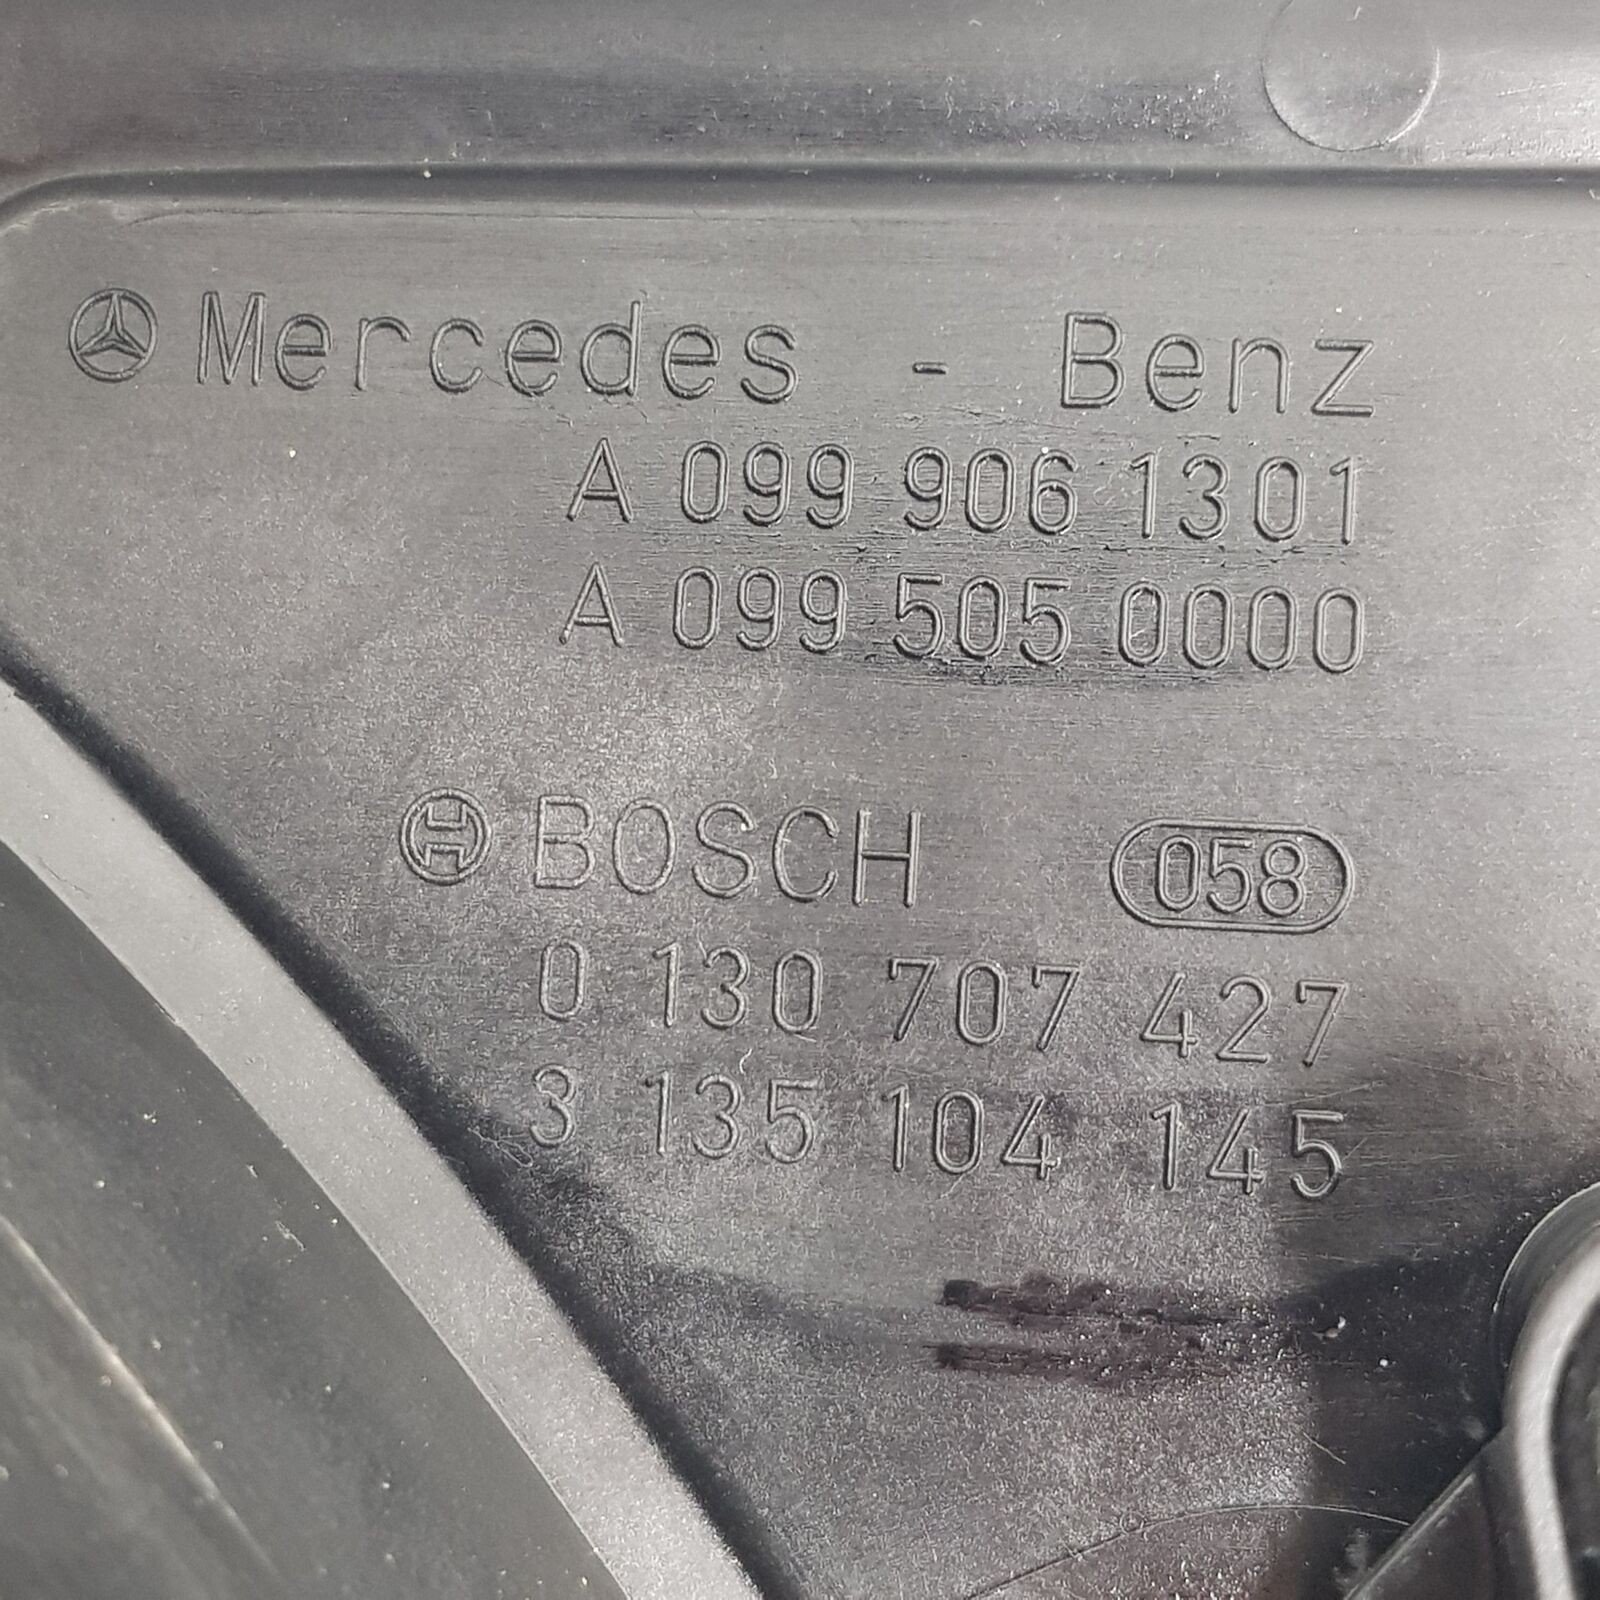 Mercedes - Benz
A 099 906 1301
A 099 505 0000
BOSCH 058
0 130 707 427
3 135 104 145